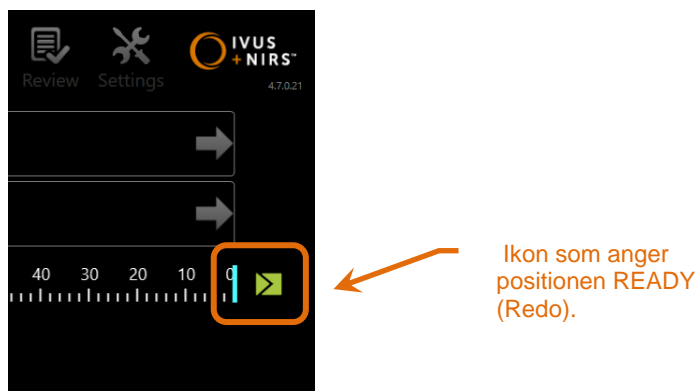 Review Settings
IVUS
+NIRS™
4.7.0.21
40 30 20 10 0
Ikon som anger
positionen READY
(Redo).